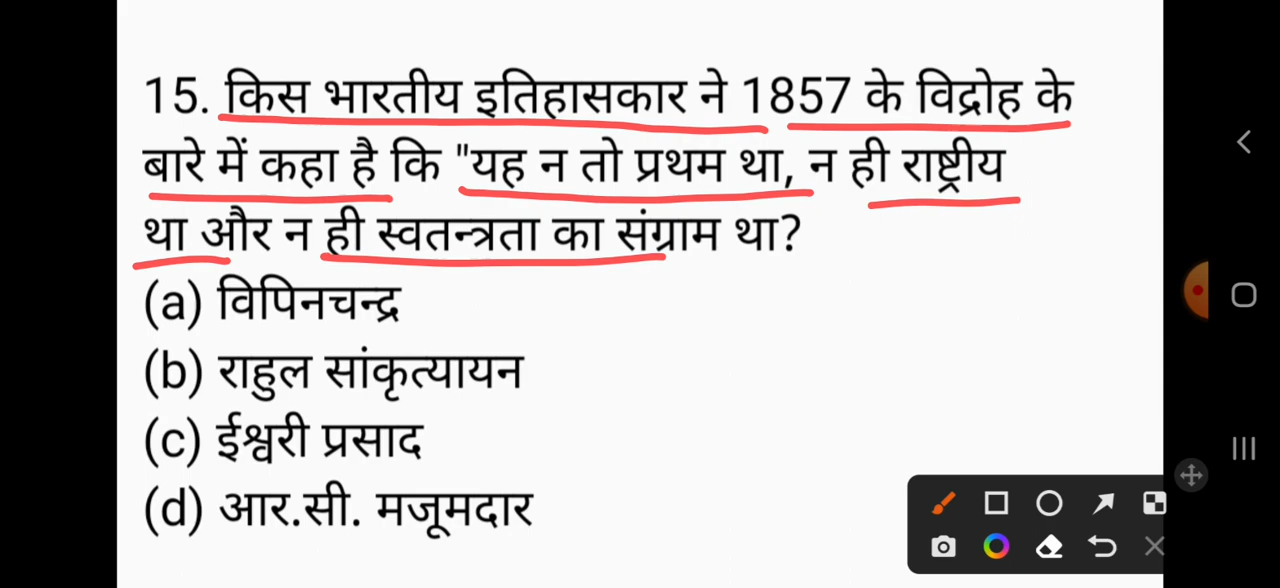 15. किस भारतीय इतिहासकार ने 1857 के विद्रोह के
बारे में कहा है कि "यह न तो प्रथम था, न ही राष्ट्रीय
था और न ही स्वतन्त्रता का संग्राम था?
(a) विपिनचन्द्र
(b) राहुल सांकृत्यायन
(c) ईश्वरी प्रसाद
(d) आर.सी. मजूमदार